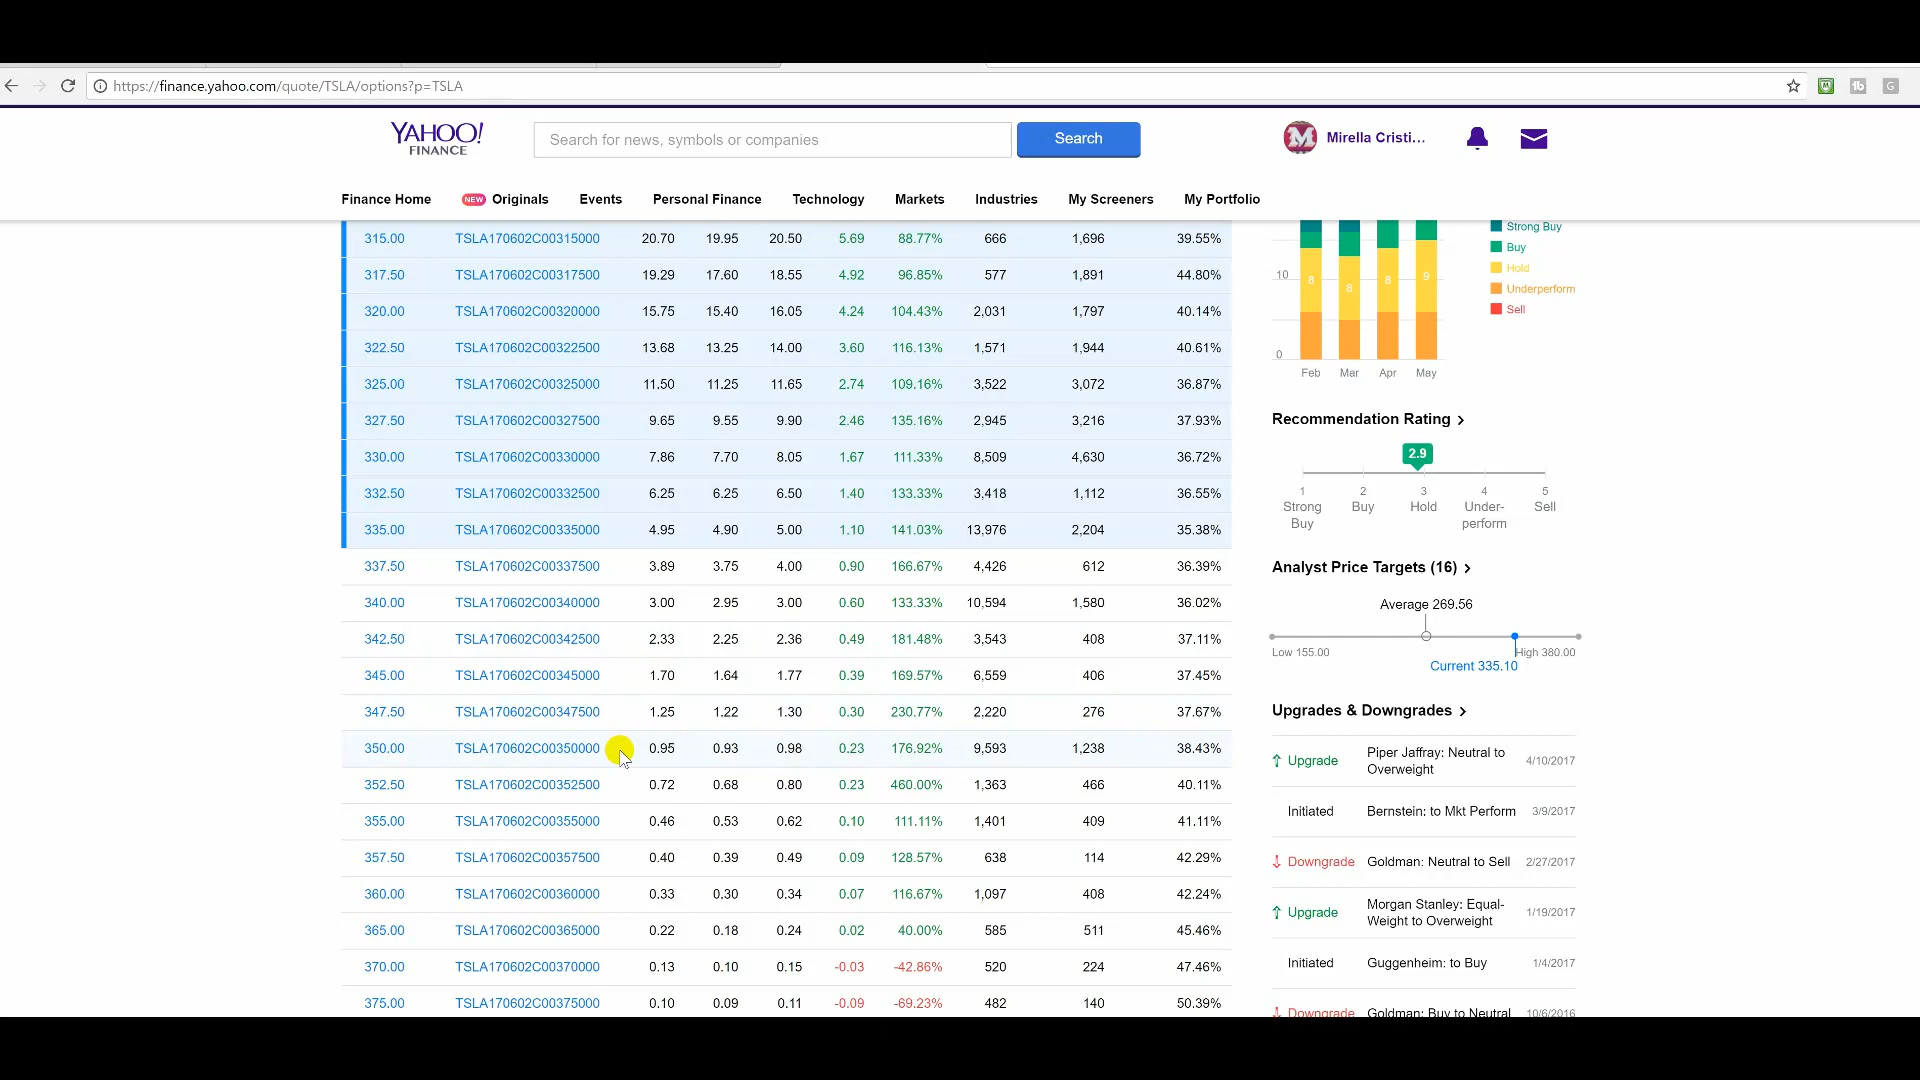 https://finance.yahoo.com/quote/TSLA/options?p=TSLA
YAHOO!
FINANCE
Search for news, symbols or companies
Search
M
Mirella Cristi...
Finance Home NEW Originals Events Personal Finance Technology Markets Industries My Screeners My Portfolio
315.00 TSLA170602C00315000 20.70 19.95 20.50 5.69 88.77% 666 1,696 39.55%
317.50 TSLA170602C00317500 19.29 17.60 18.55 4.92 96.85% 577 1,891 44.80%
320.00 TSLA170602C00320000 15.75 15.40 16.05 4.24 104.43% 2,031 1,797 40.14%
322.50 TSLA170602C00322500 13.68 13.25 14.00 3.60 116.13% 1,571 1,944 40.61%
325.00 TSLA170602C00325000 11.50 11.25 11.65 2.74 109.16% 3,522 3,072 36.87%
327.50 TSLA170602C00327500 9.65 9.55 9.90 2.46 135.16% 2,945 3,216 37.93%
330.00 TSLA170602C00330000 7.86 7.70 8.05 1.67 111.33% 8,509 4,630 36.72%
332.50 TSLA170602C00332500 6.25 6.25 6.50 1.40 133.33% 3,418 1,112 36.55%
335.00 TSLA170602C00335000 4.95 4.90 5.00 1.10 141.03% 13,976 2,204 35.38%
337.50 TSLA170602C00337500 3.89 3.75 4.00 0.90 166.67% 4,426 612 36.39%
340.00 TSLA170602C00340000 3.00 2.95 3.00 0.60 133.33% 10,594 1,580 36.02%
342.50 TSLA170602C00342500 2.33 2.25 2.36 0.49 181.48% 3,543 408 37.11%
345.00 TSLA170602C00345000 1.70 1.64 1.77 0.39 169.57% 6,559 406 37.45%
347.50 TSLA170602C00347500 1.25 1.22 1.30 0.30 230.77% 2,220 276 37.67%
350.00 TSLA170602C00350000 0.95 0.93 0.98 0.23 176.92% 9,593 1,238 38.43%
352.50 TSLA170602C00352500 0.72 0.68 0.80 0.23 460.00% 1,363 466 40.11%
355.00 TSLA170602C00355000 0.46 0.53 0.62 0.10 111.11% 1,401 409 41.11%
357.50 TSLA170602C00357500 0.40 0.39 0.49 0.09 128.57% 638 114 42.29%
360.00 TSLA170602C00360000 0.33 0.30 0.34 0.07 116.67% 1,097 408 42.24%
365.00 TSLA170602C00365000 0.22 0.18 0.24 0.02 40.00% 585 511 45.46%
370.00 TSLA170602C00370000 0.13 0.10 0.15 -0.03 -42.86% 520 224 47.46%
375.00 TSLA170602C00375000 0.10 0.09 0.11 -0.09 -69.23% 482 140 50.39%
Strong Buy
Buy
Hold
Underperform
Sell
10
8 8 8 9
0
Feb Mar Apr May
Recommendation Rating
2.9
1 2 3 4 5
Strong Buy Hold Under- Sell
Buy perform
Analyst Price Targets (16)
Average 269.56
Low 155.00 High 380.00
Current 335.10
Upgrades & Downgrades
Upgrade Piper Jaffray: Neutral to 4/10/2017
Overweight
Initiated Bernstein: to Mkt Perform 3/9/2017
Downgrade Goldman: Neutral to Sell 2/27/2017
Upgrade Morgan Stanley: Equal- 1/19/2017
Weight to Overweight
Initiated Guggenheim: to Buy 1/4/2017
Downgrade Goldman: Buy to Neutral 10/6/2016